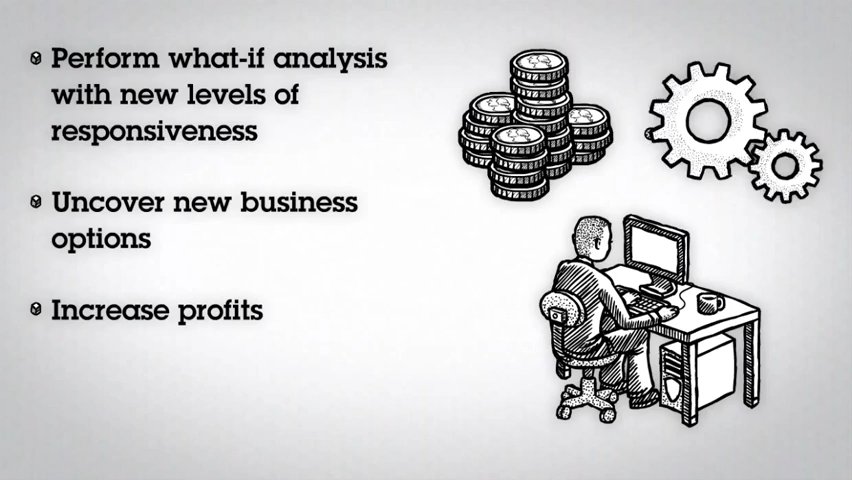 Perform what-if analysis
with new levels of
responsiveness
Uncover new business
options
Increase profits